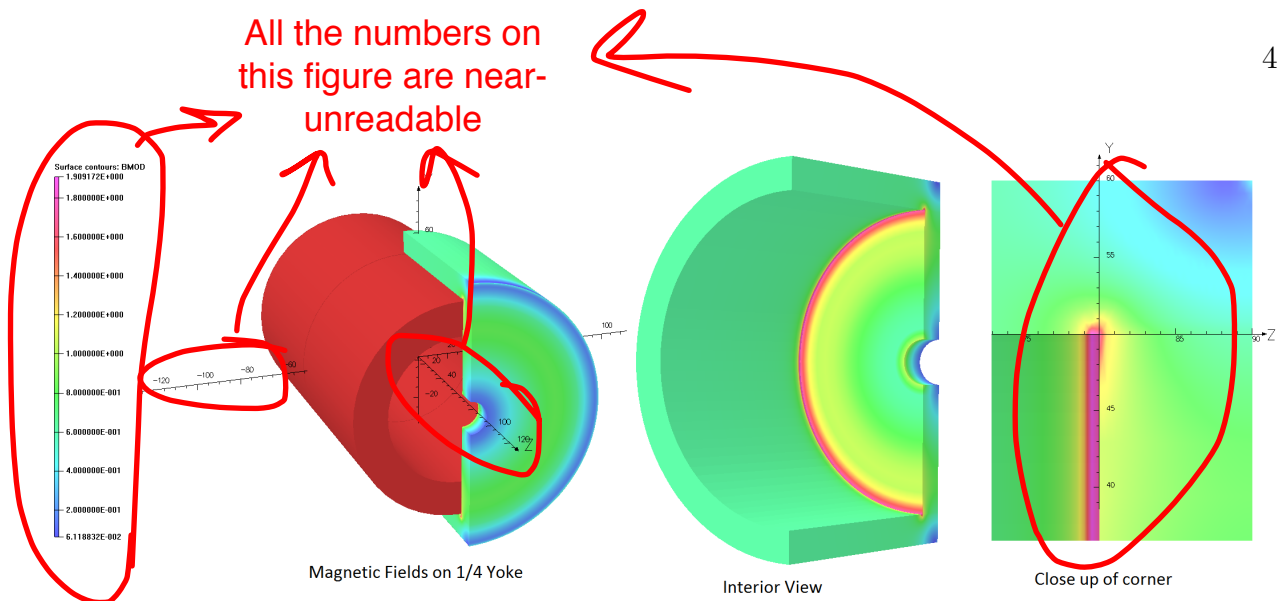 All the numbers on
this figure are near-
unreadable
4
Surface contours: BMOD
1.909172E+000
1.800000E+000
1.600000E+000
1.400000E+000
1.200000E+000
1.000000E+000
8.000000E-001
6.000000E-001
4.000000E-001
2.000000E-001
6.118832E-002
-120
-100
-80
-60
60
100
20
40
-20
100
120
Z
Magnetic Fields on 1/4 Yoke
Interior View
Y
60
55
85
90
Z
45
40
Close up of corner